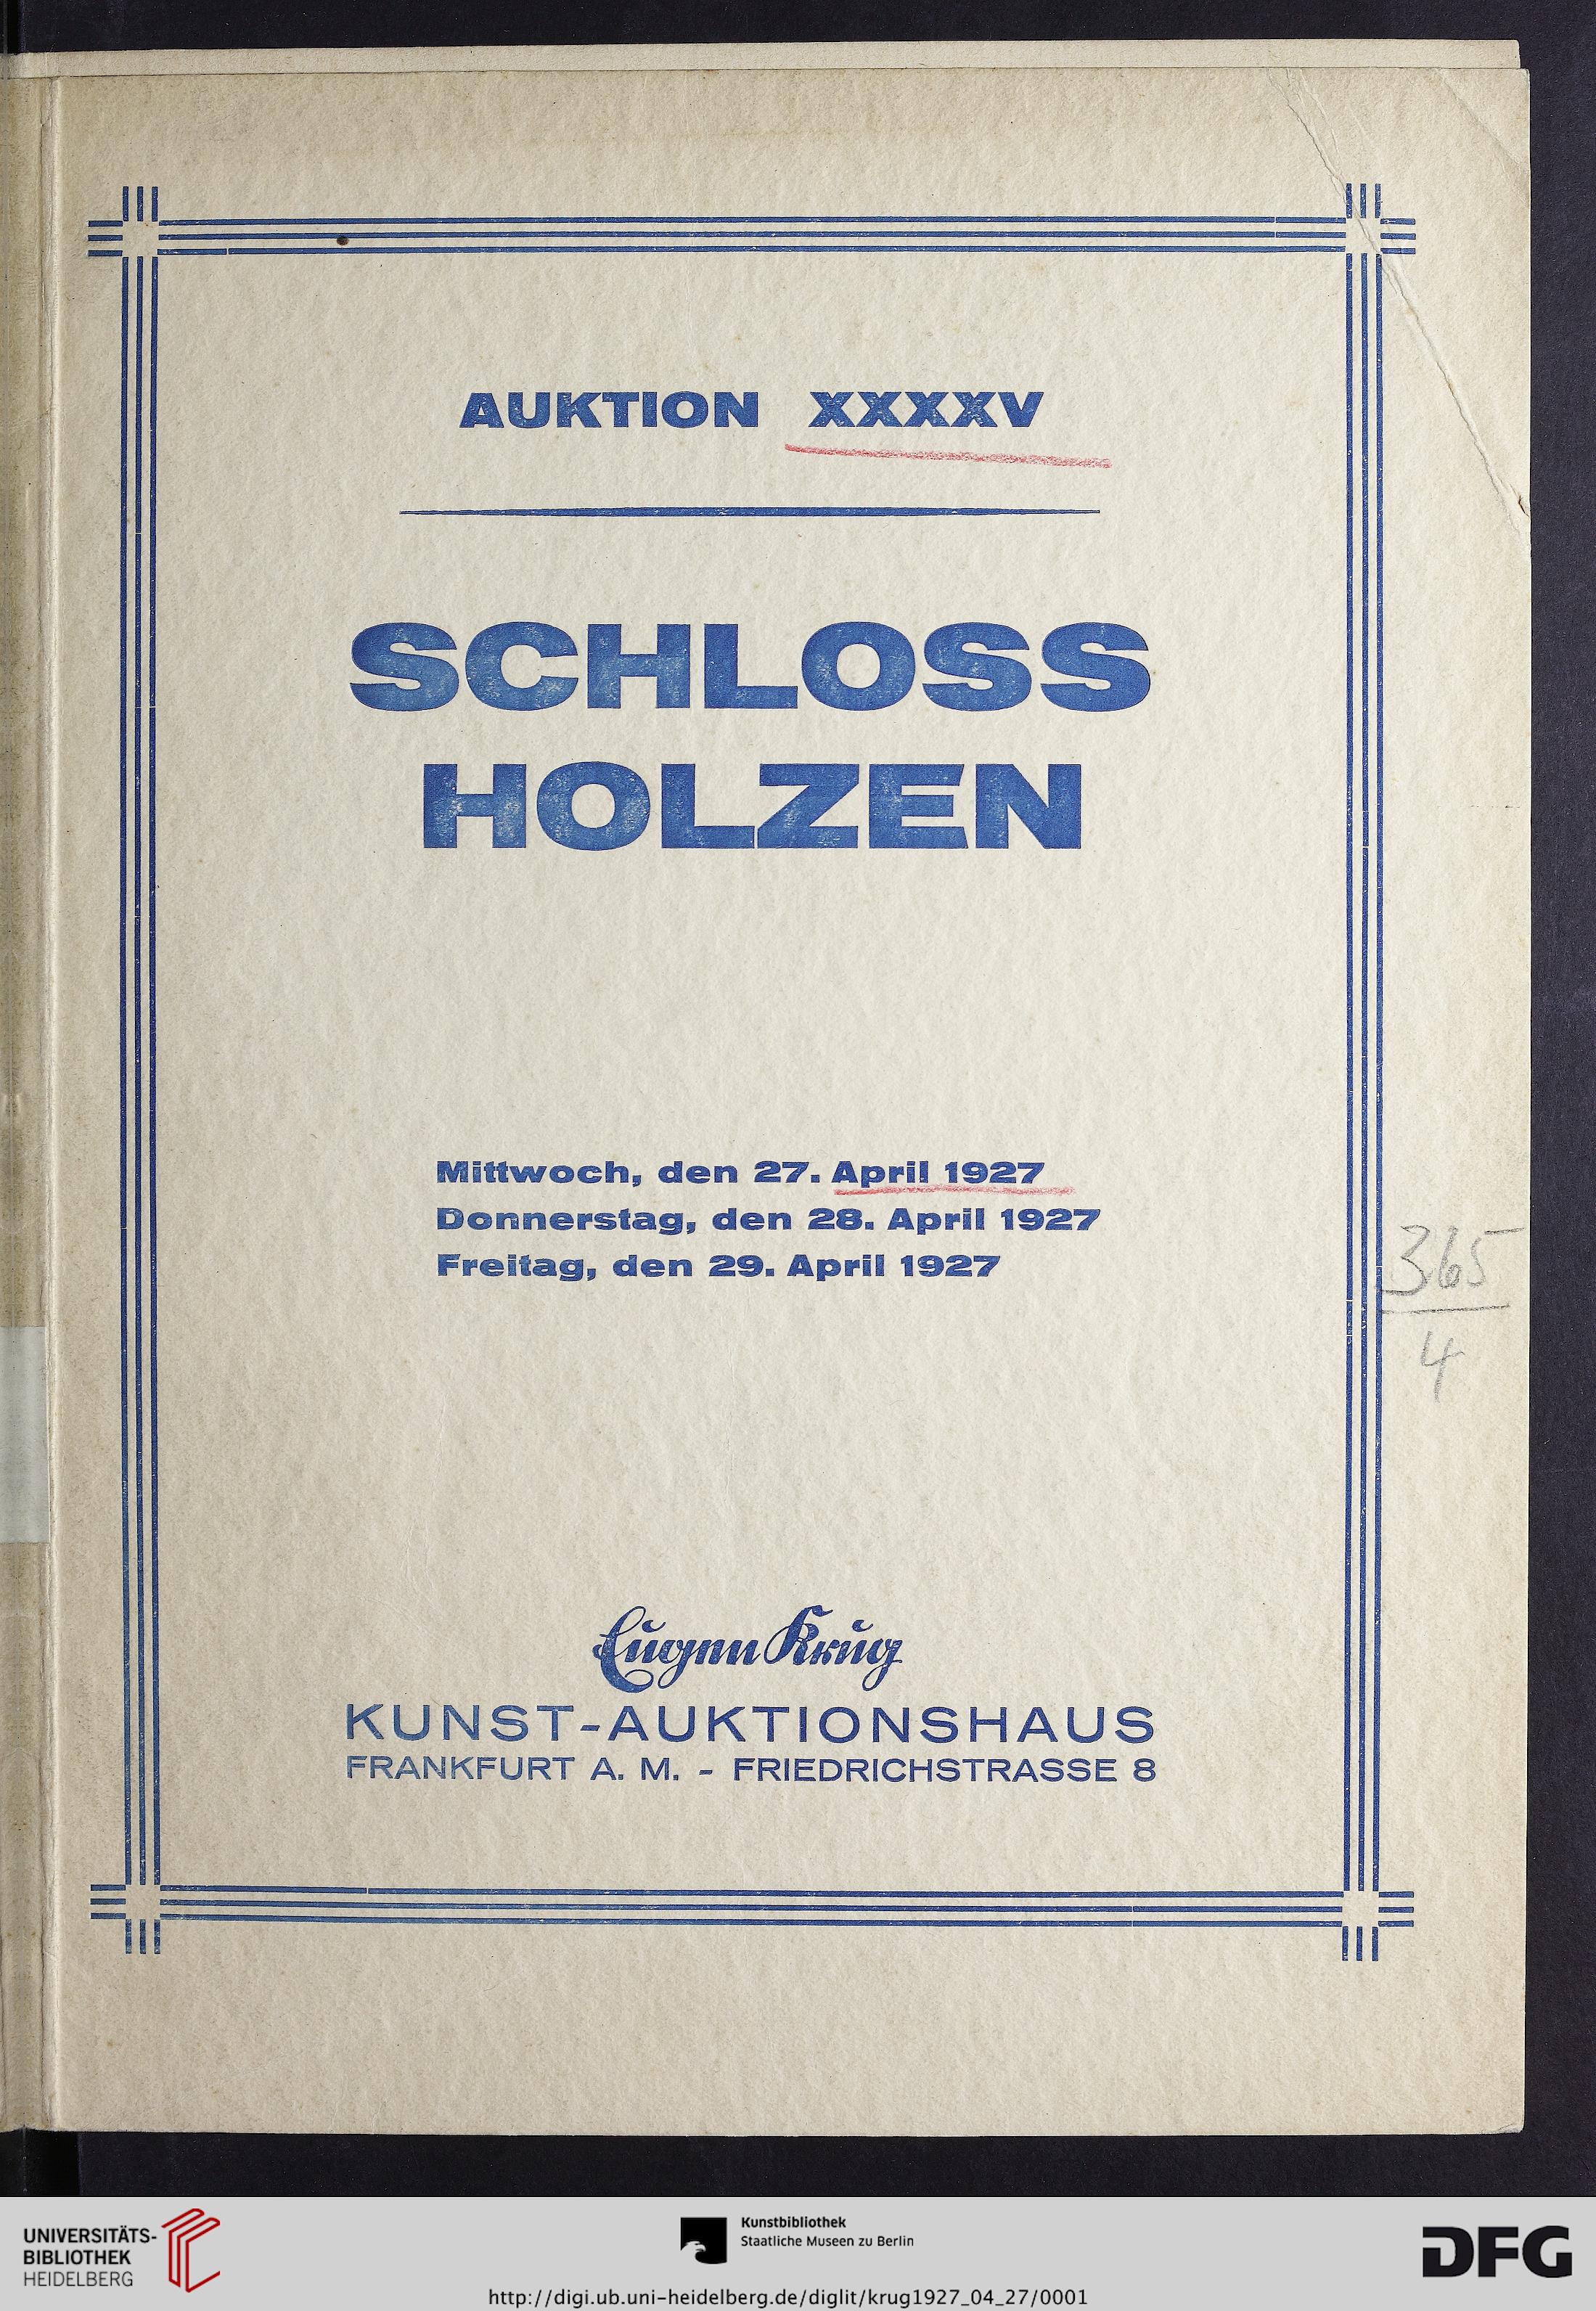 AUKTION XXXXV
SCHLOSS
HOLZEN
Mittwoch, den 27. April 1927
Donnerstag, den 28. April 1927
Freitag, den 29. April 1927
365
4
Eugen Krug
KUNST-AUKTIONSHAUS
FRANKFURT A. M. - FRIEDRICHSTRASSE 8
UNIVERSITÄTS-
BIBLIOTHEK
HEIDELBERG
Kunstbibliothek
Staatliche Museen zu Berlin
http://digi.ub.uni-heidelberg.de/diglit/krug1927_04_27/0001
DFG